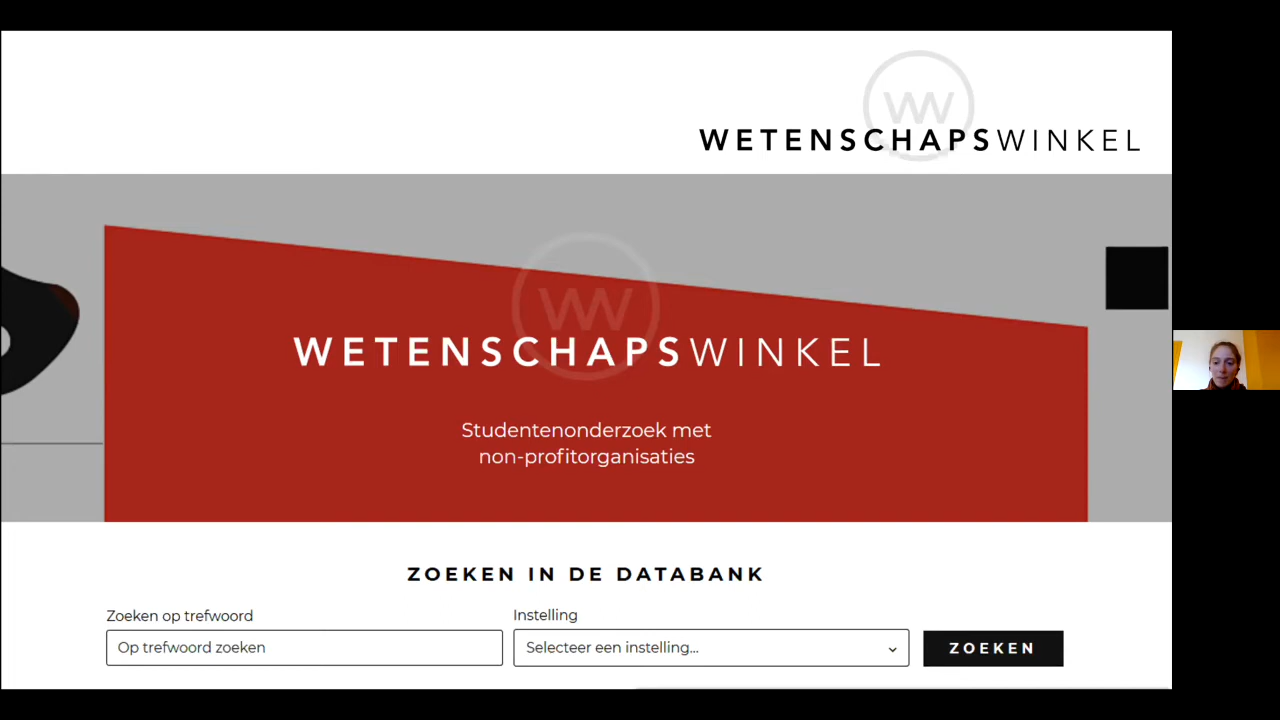 W
WETENSCHAPSWINKEL
W
WETENSCHAPSWINKEL
Studentenonderzoek met
non-profitorganisaties
ZOEKEN IN DE DATABANK
Zoeken op trefwoord
Instelling
Op trefwoord zoeken
Selecteer een instelling...
ZOEKEN